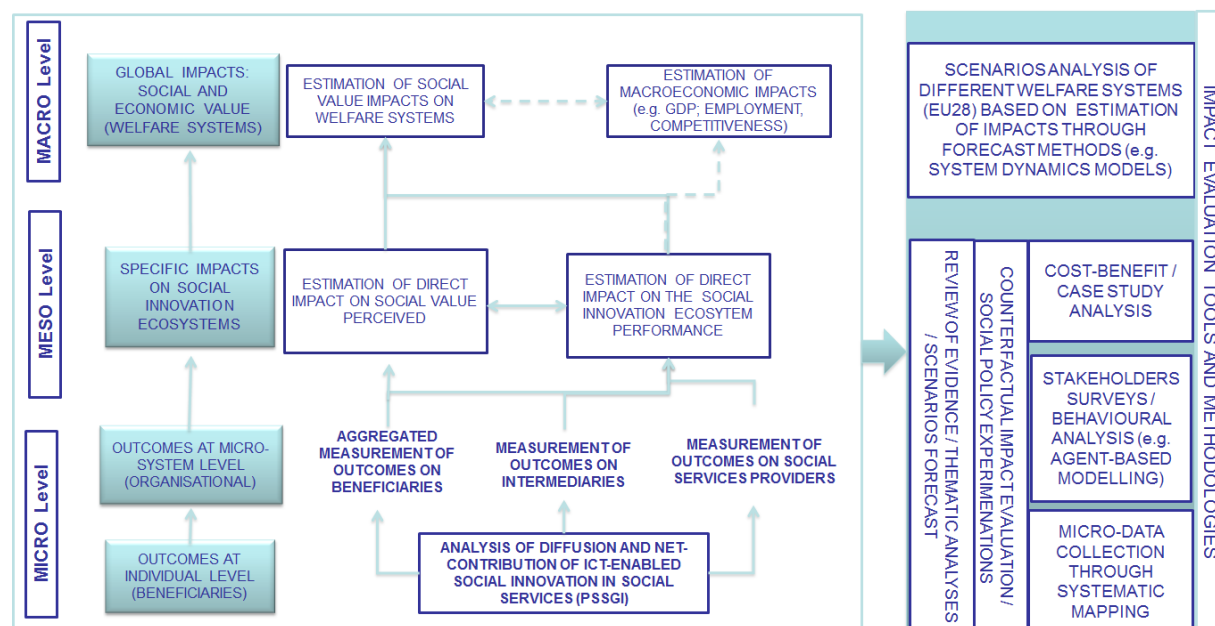 MACRO Level
GLOBAL IMPACTS:
SOCIAL AND
ECONOMIC VALUE
(WELFARE SYSTEMS)
ESTIMATION OF SOCIAL
VALUE IMPACTS ON
WELFARE SYSTEMS
ESTIMATION OF
MACROECONOMIC IMPACTS
(e.g. GDP; EMPLOYMENT,
COMPETITIVENESS)
MESO Level
SPECIFIC IMPACTS
ON SOCIAL
INNOVATION
ECOSYSTEMS
ESTIMATION OF DIRECT
IMPACT ON SOCIAL VALUE
PERCEIVED
ESTIMATION OF DIRECT
IMPACT ON THE SOCIAL
INNOVATION ECOSYTEM
PERFORMANCE
MICRO Level
OUTCOMES AT MICRO-
SYSTEM LEVEL
(ORGANISATIONAL)
AGGREGATED
MEASUREMENT OF
OUTCOMES ON
BENEFICIARIES
MEASUREMENT OF
OUTCOMES ON
INTERMEDIARIES
MEASUREMENT OF
OUTCOMES ON SOCIAL
SERVICES PROVIDERS
OUTCOMES AT
INDIVIDUAL LEVEL
(BENEFICIARIES)
ANALYSIS OF DIFFUSION AND NET-
CONTRIBUTION OF ICT-ENABLED
SOCIAL INNOVATION IN SOCIAL
SERVICES (PSSGI)
SCENARIOS ANALYSIS OF
DIFFERENT WELFARE SYSTEMS
(EU28) BASED ON ESTIMATION
OF IMPACTS THROUGH
FORECAST METHODS (e.g.
SYSTEM DYNAMICS MODELS)
REVIEW OF EVIDENCE / THEMATIC ANALYSES
/ SCENARIOS FORECAST
COUNTERFACTUAL IMPACT EVALUATION /
SOCIAL POLICY EXPERIMENATIONS
COST-BENEFIT /
CASE STUDY
ANALYSIS
STAKEHOLDERS
SURVEYS /
BEHAVIOURAL
ANALYSIS (e.g.
AGENT-BASED
MODELLING)
MICRO-DATA
COLLECTION
THROUGH
SYSTEMATIC
MAPPING
IMPACT EVALUATION TOOLS AND METHODOLOGIES